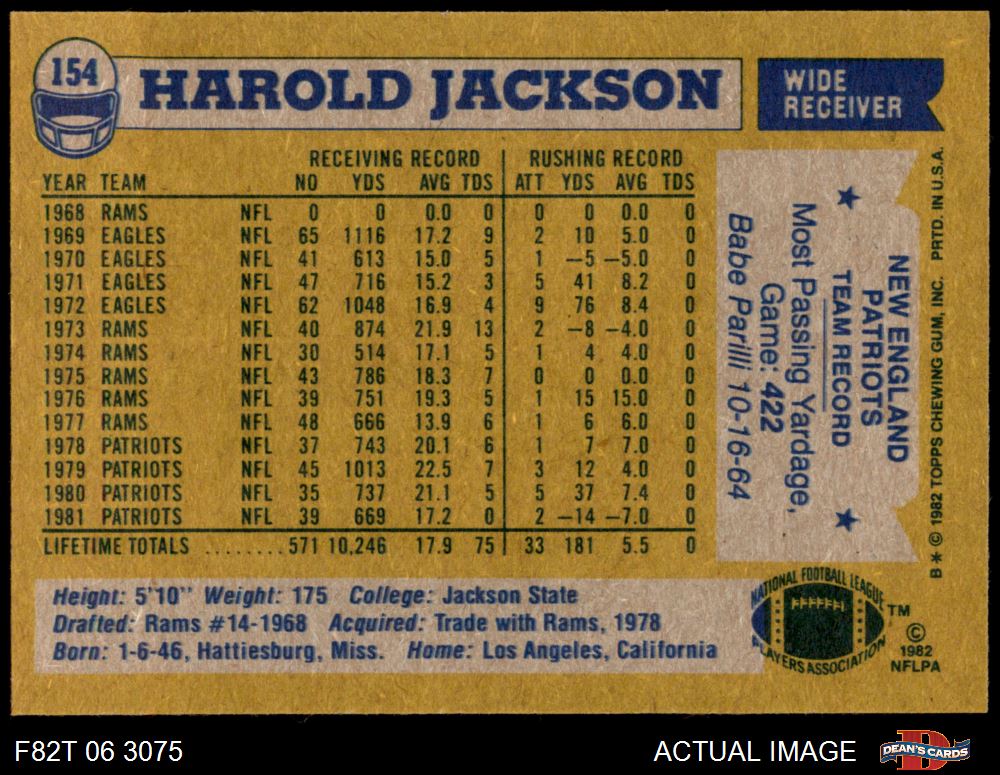 154
HAROLD JACKSON
WIDE
RECEIVER
RECEIVING RECORD RUSHING RECORD
YEAR TEAM NO YDS AVG TDS ATT YDS AVG TDS
1968 RAMS NFL 0 0 0.0 0 0 0 0.0 0
1969 EAGLES NFL 65 1116 17.2 9 2 10 5.0 0
1970 EAGLES NFL 41 613 15.0 5 1 –5 –5.0 0
1971 EAGLES NFL 47 716 15.2 3 5 41 8.2 0
1972 EAGLES NFL 62 1048 16.9 4 9 76 8.4 0
1973 RAMS NFL 40 874 21.9 13 2 –8 –4.0 0
1974 RAMS NFL 30 514 17.1 5 1 4 4.0 0
1975 RAMS NFL 43 786 18.3 7 0 0 0.0 0
1976 RAMS NFL 39 751 19.3 5 1 15 15.0 0
1977 RAMS NFL 48 666 13.9 6 1 6 6.0 0
1978 PATRIOTS NFL 37 743 20.1 6 1 7 7.0 0
1979 PATRIOTS NFL 45 1013 22.5 7 3 12 4.0 0
1980 PATRIOTS NFL 35 737 21.1 5 5 37 7.4 0
1981 PATRIOTS NFL 39 669 17.2 0 2 –14 –7.0 0
LIFETIME TOTALS ........571 10,246 17.9 75 33 181 5.5 0
NEW ENGLAND
PATRIOTS
TEAM RECORD
Most Passing Yardage,
Game: 422
Babe Parilli 10-16-64
B * © 1982 TOPPS CHEWING GUM, INC. PRTD. IN U.S.A.
Height: 5'10" Weight: 175 College: Jackson State
Drafted: Rams #14-1968 Acquired: Trade with Rams, 1978
Born: 1-6-46, Hattiesburg, Miss. Home: Los Angeles, California
NATIONAL FOOTBALL LEAGUE
PLAYERS ASSOCIATION
TM
©
1982
NFLPA
F82T 06 3075
ACTUAL IMAGE
D
DEAN'S CARDS